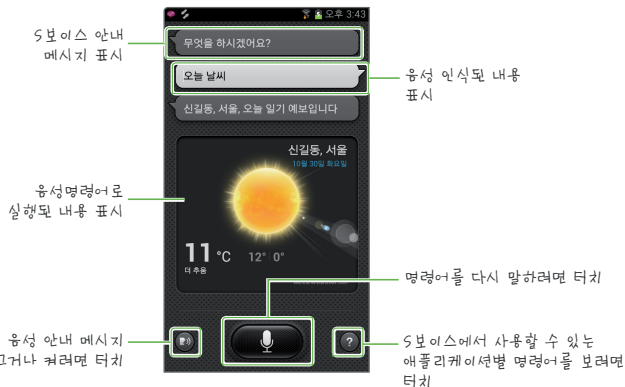 오후 3:43
S보이스 안내
메시지 표시
무엇을 하시겠어요?
오늘 날씨
음성 인식된 내용
표시
신길동, 서울, 오늘 일기 예보입니다
신길동, 서울
10월 30일 화요일
음성명령어로
실행된 내용 표시
11 °C 12° 0°
더 추움
명령어를 다시 말하려면 터치
음성 안내 메시지
끄거나 켜려면 터치
?
S보이스에서 사용할 수 있는
애플리케이션별 명령어를 보려면
터치